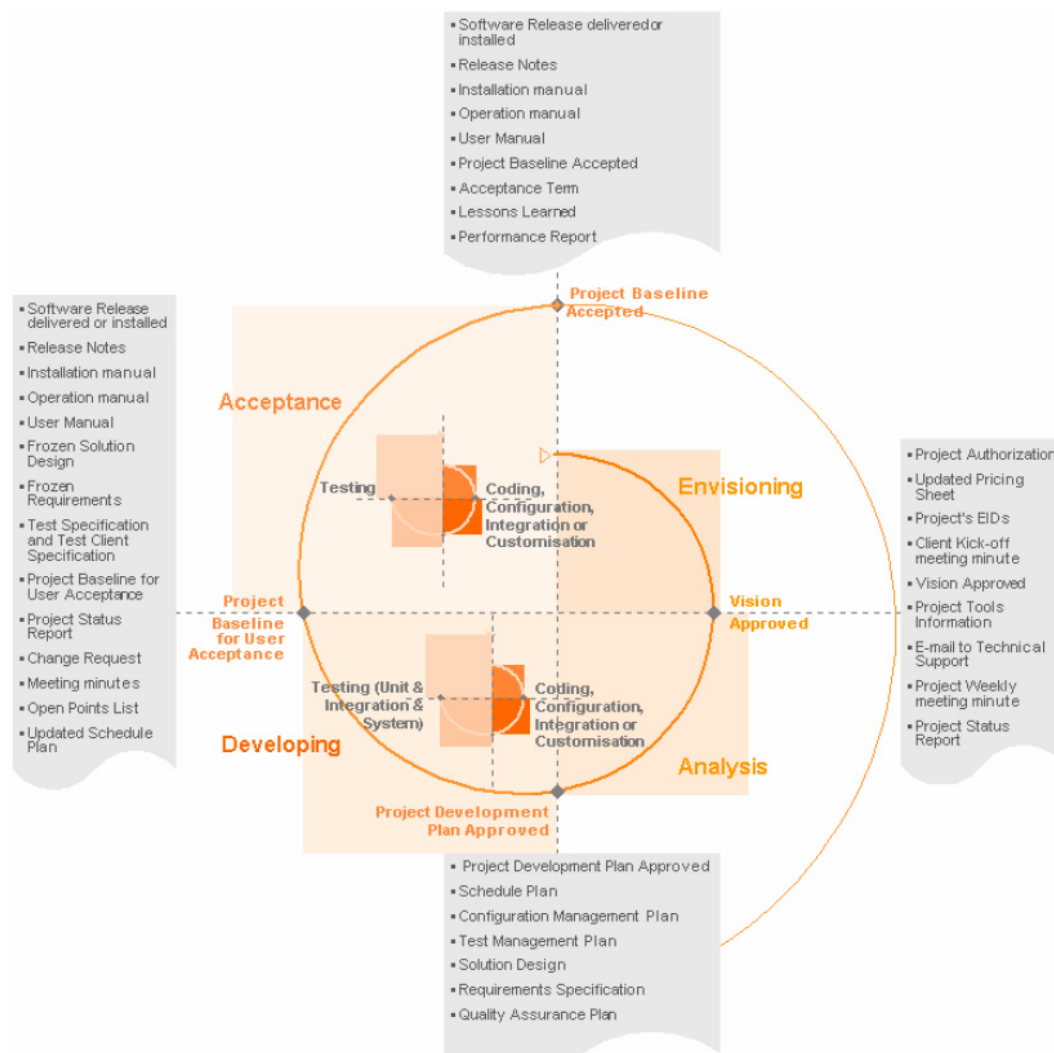 ▪ Software Release deliveredor
installed
▪ Release Notes
▪ Installation manual
▪ Operation manual
▪ User Manual
▪ Project Baseline Accepted
▪ Acceptance Term
▪ Lessons Learned
▪ Performance Report
Project Baseline
Accepted
▪ Software Release
delivered or installed
▪ Release Notes
▪ Installation manual
▪ Operation manual
▪ User Manual
▪ Frozen Solution
Design
▪ Frozen
Requirements
▪ Test Specification
and Test Client
Specification
▪ Project Baseline for
User Acceptance
▪ Project Status
Report
▪ Change Request
▪ Meeting minutes
▪ Open Points List
▪ Updated Schedule
Plan
Acceptance
Testing
Coding,
Configuration,
Integration or
Customisation
Envisioning
▪ Project Authorization
▪ Updated Pricing
Sheet
▪ Project's EIDs
▪ Client Kick-off
meeting minute
▪ Vision Approved
▪ Project Tools
Information
▪ E-mail to Technical
Support
▪ Project Weekly
meeting minute
▪ Project Status
Report
Project
Baseline
for User
Acceptance
Vision
Approved
Testing (Unit &
Integration &
System)
Coding,
Configuration,
Integration or
Customisation
Developing
Analysis
Project Development
Plan Approved
▪ Project Development Plan Approved
▪ Schedule Plan
▪ Configuration Management Plan
▪ Test Management Plan
▪ Solution Design
▪ Requirements Specification
▪ Quality Assurance Plan